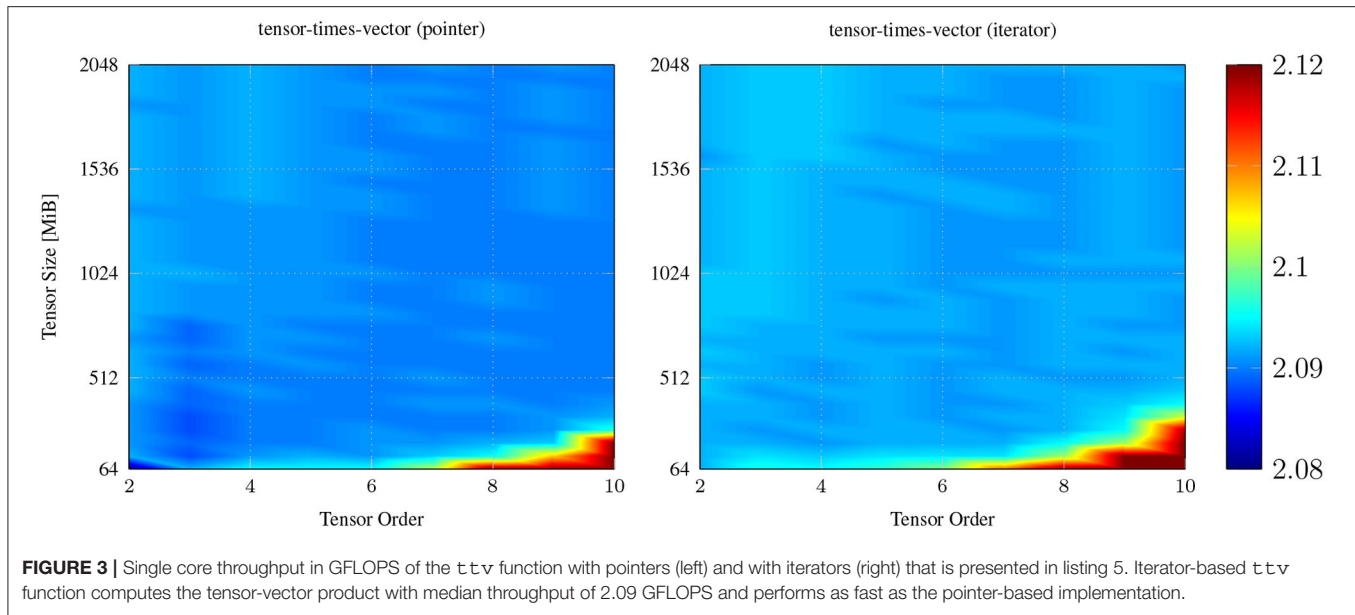 tensor-times-vector (pointer)
tensor-times-vector (iterator)
Tensor Size [MiB]
2048
1536
1024
512
64
2 4 6 8 10
Tensor Order
2048
1536
1024
512
64
2 4 6 8 10
Tensor Order
2.12
2.11
2.1
2.09
2.08
FIGURE 3 | Single core throughput in GFLOPS of the ttv function with pointers (left) and with iterators (right) that is presented in listing 5. Iterator-based ttv
function computes the tensor-vector product with median throughput of 2.09 GFLOPS and performs as fast as the pointer-based implementation.